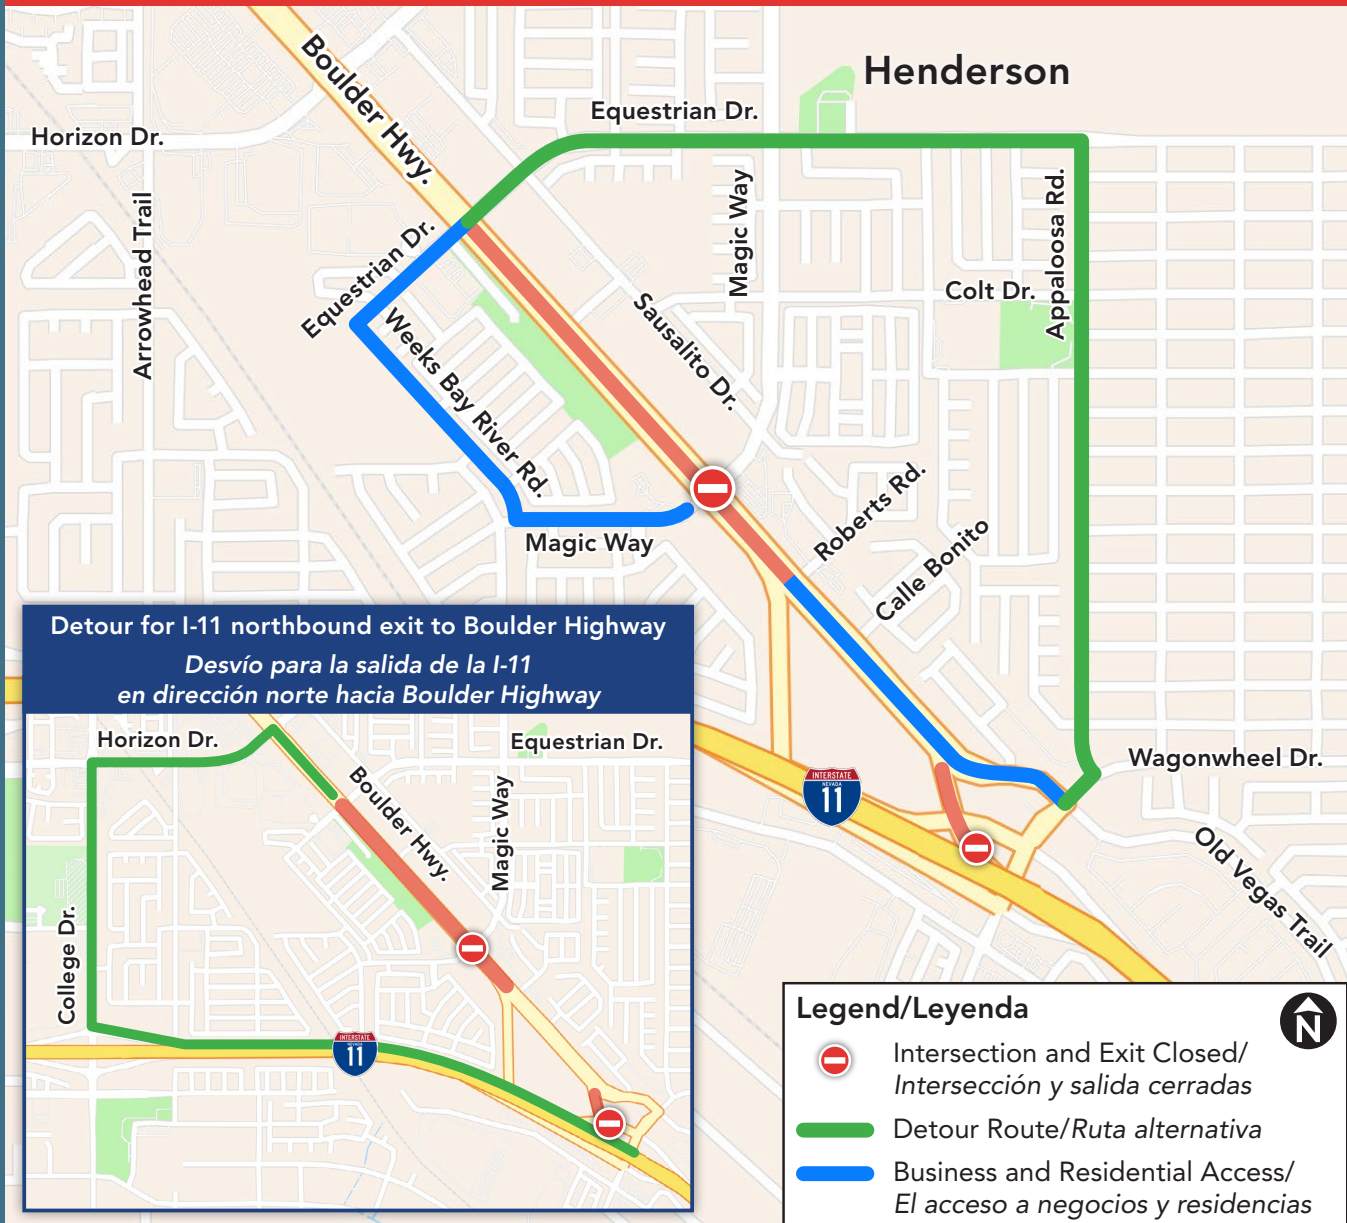 Henderson
Boulder Hwy.
Equestrian Dr.
Horizon Dr.
Arrowhead Trail
Magic Way
Appaloosa Rd.
Equestrian Dr.
Colt Dr.
Sausalito Dr.
Weeks Bay River Rd.
Roberts Rd.
Calle Bonito
Magic Way
Wagonwheel Dr.
INTERSTATE
NEVADA
11
Old Vegas Trail
Detour for I-11 northbound exit to Boulder Highway
Desvío para la salida de la I-11
en dirección norte hacia Boulder Highway
Horizon Dr.
Equestrian Dr.
Boulder Hwy.
Magic Way
College Dr.
INTERSTATE
NEVADA
11
Legend/Leyenda
N
Intersection and Exit Closed/
Intersección y salida cerradas
Detour Route/Ruta alternativa
Business and Residential Access/
El acceso a negocios y residencias